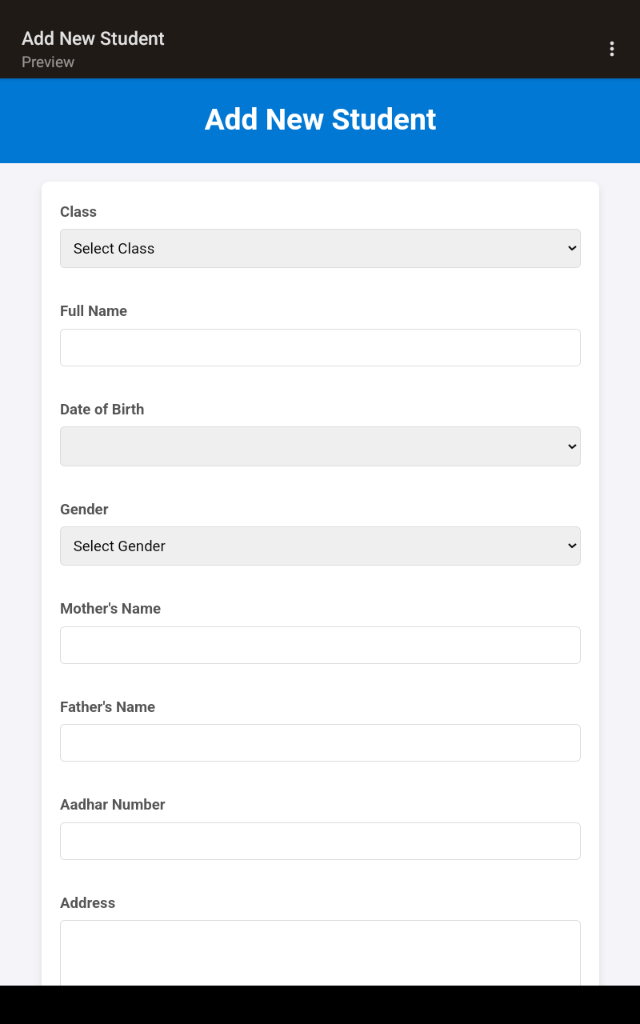 Add New Student
Preview
Add New Student
Class
Select Class
Full Name
Date of Birth
Gender
Select Gender
Mother's Name
Father's Name
Aadhar Number
Address